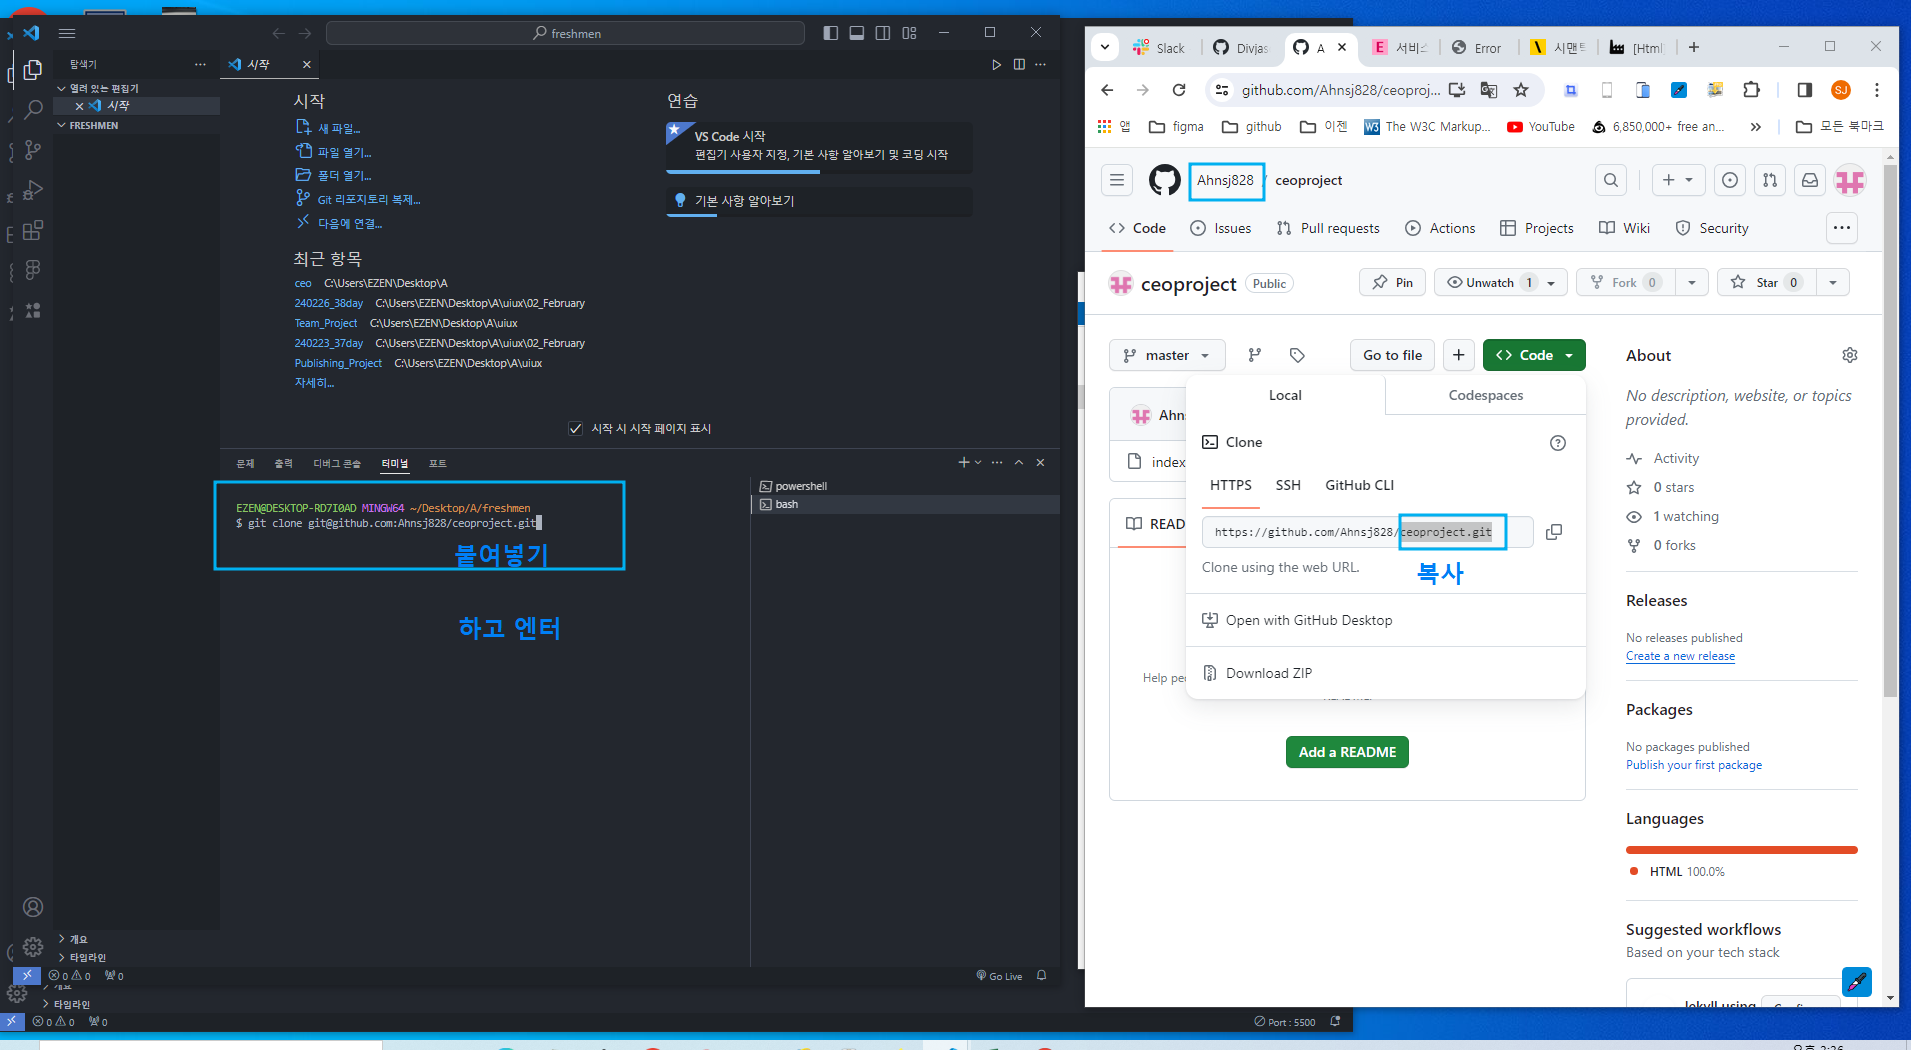 freshmen
탐색기
시작
열려 있는 편집기
시작
FRESHMEN
시작
새 파일...
파일 열기...
폴더 열기...
Git 리포지토리 복제...
다음에 연결...
연습
VS Code 시작
편집기 사용자 지정, 기본 사항 알아보기 및 코딩 시작
기본 사항 알아보기
최근 항목
ceo C:\Users\EZEN\Desktop\A
240226_38day C:\Users\EZEN\Desktop\A\uiux\02_February
Team_Project C:\Users\EZEN\Desktop\A\uiux
240223_37day C:\Users\EZEN\Desktop\A\uiux\02_February
Publishing_Project C:\Users\EZEN\Desktop\A\uiux
자세히...
시작 시 시작 페이지 표시
문제 출력 디버그 콘솔 터미널 포트
EZEN@DESKTOP-RD7I0AD MINGW64 ~/Desktop/A/freshmen
$ git clone git@github.com:Ahnsj828/ceoproject.git
붙여넣기
하고 엔터
powershell
bash
개요
타임라인
0 0 0
Go Live
타임라인
0 0 0
Port : 5500
Slack
Divjas
A
서비스
Error
시맨트
[Html
github.com/Ahnsj828/ceoproj...
SJ
앱 figma github 이젠 The W3C Markup... YouTube 6,850,000+ free an... 모든 북마크
Ahnsj828 / ceoproject
Code Issues Pull requests Actions Projects Wiki Security
ceoproject Public
Pin Unwatch 1 Fork 0 Star 0
master
Go to file
Code
Local Codespaces
Clone
HTTPS SSH GitHub CLI
https://github.com/Ahnsj828/ceoproject.git
Clone using the web URL.
복사
Open with GitHub Desktop
Download ZIP
Ahns
index
READ
Help pe
Add a README
About
No description, website, or topics
provided.
Activity
0 stars
1 watching
0 forks
Releases
No releases published
Create a new release
Packages
No packages published
Publish your first package
Languages
HTML 100.0%
Suggested workflows
Based on your tech stack